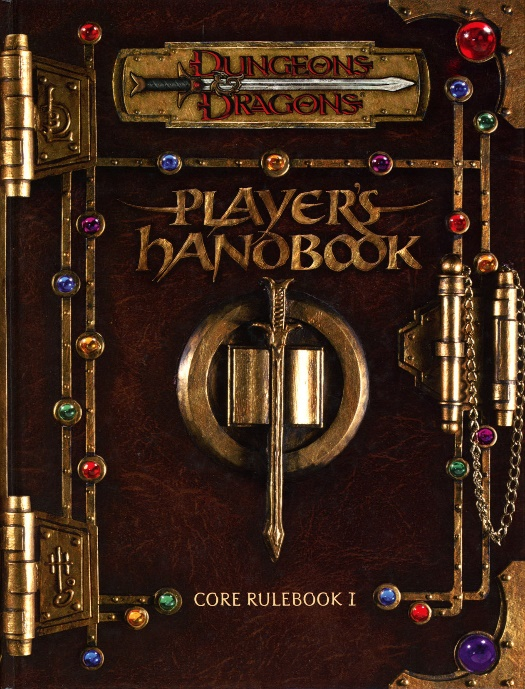 DUNGEONS
& DRAGONS
PLAYER'S
HANDBOOK
CORE RULEBOOK I